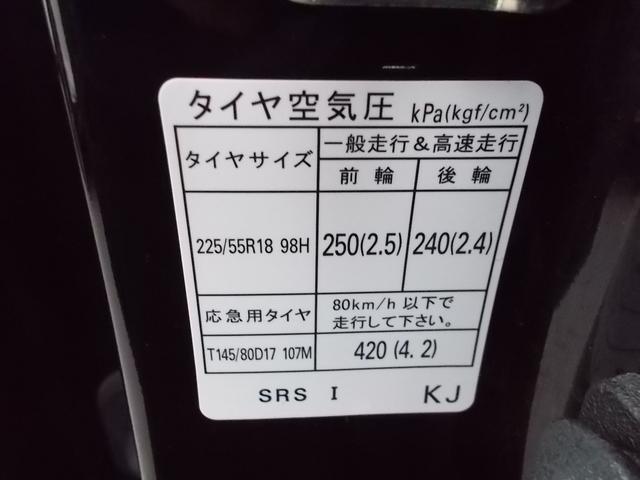 タイヤ空気圧 kPa(kgf/cm²)
タイヤサイズ
一般走行&高速走行
前輪 後輪
225/55R18 98H 250(2.5) 240(2.4)
応急用タイヤ
80km/h 以下で
走行して下さい。
T145/80D17 107M 420 (4.2)
SRS I KJ